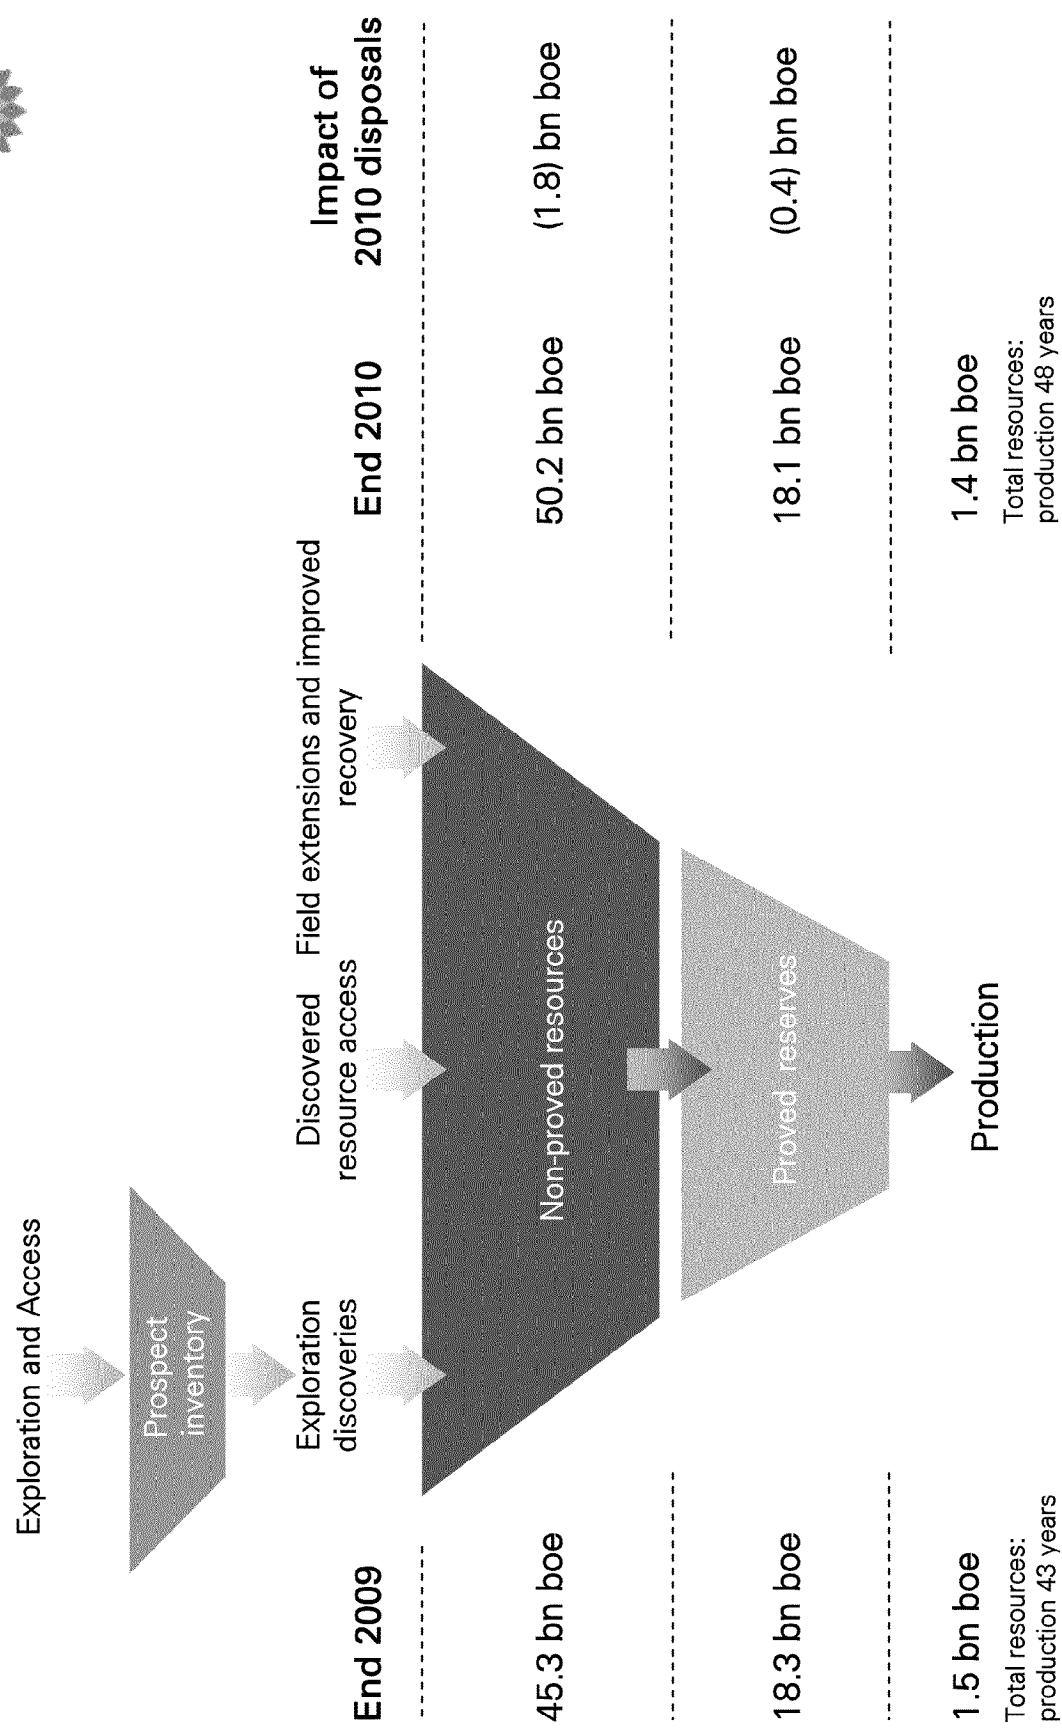 Exploration and Access
Prospect
inventory
Exploration
discoveries
Discovered
resource access
Field extensions and improved
recovery
End 2009
End 2010
Impact of
2010 disposals
45.3 bn boe
Non-proved resources
50.2 bn boe
(1.8) bn boe
18.3 bn boe
Proved reserves
18.1 bn boe
(0.4) bn boe
1.5 bn boe
Total resources:
production 43 years
Production
1.4 bn boe
Total resources:
production 48 years